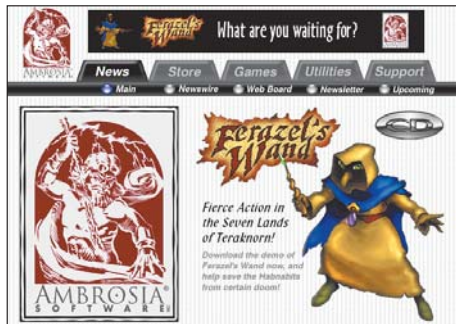 Ferazel's Wand What are you waiting for?
AMBROSIA
News Store Games Utilities Support
Main Newswire Web Board Newsletter Upcoming
Ferazel's
Wand
CD
Fierce Action in
the Seven Lands
of Teraknorn!
Download the demo of
Ferazel's Wand now, and
help save the Habnabits
from certain doom!
AMBROSIA®
SOFTWARE